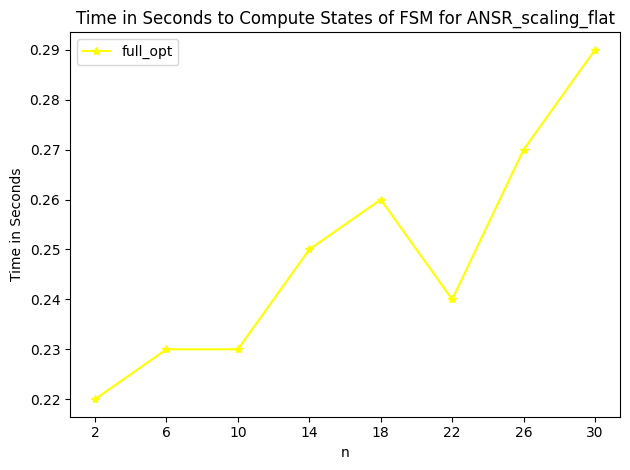 Time in Seconds to Compute States of FSM for ANSR_scaling_flat
full_opt
Time in Seconds
0.29
0.28
0.27
0.26
0.25
0.24
0.23
0.22
2 6 10 14 18 22 26 30
n